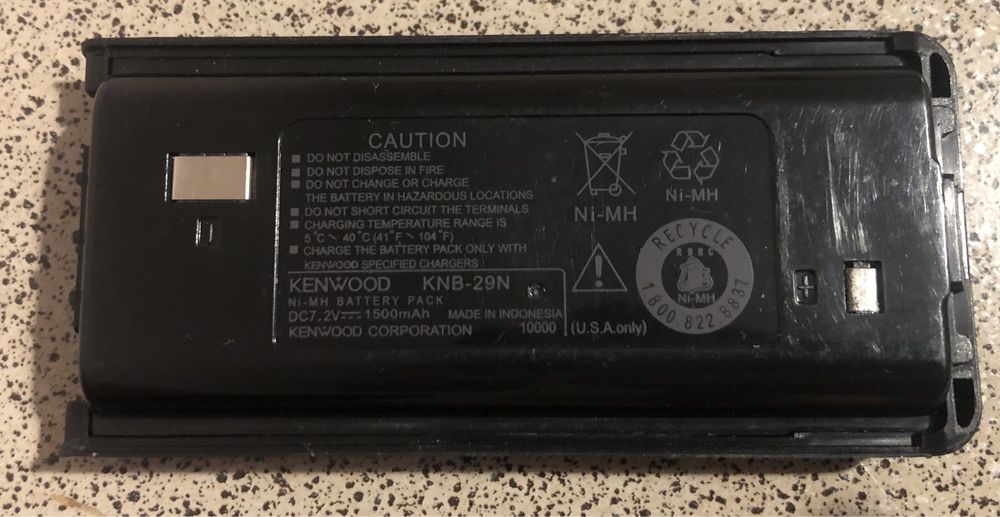 CAUTION
DO NOT DISASSEMBLE
DO NOT DISPOSE IN FIRE
DO NOT CHANGE OR CHARGE
THE BATTERY IN HAZARDOUS LOCATIONS
DO NOT SHORT CIRCUIT THE TERMINALS
CHARGING TEMPERATURE RANGE IS
5°C~40°C (41°F~104°F)
CHARGE THE BATTERY PACK ONLY WITH
KENWOOD SPECIFIED CHARGERS
KENWOOD KNB-29N
Ni-MH BATTERY PACK
DC7.2V⎓ 1500mAh MADE IN INDONESIA
KENWOOD CORPORATION 10000
Ni-MH
Ni-MH
(U.S.A.only)
RECYCLE
RBRC
Ni-MH
1.800.822.8837
+